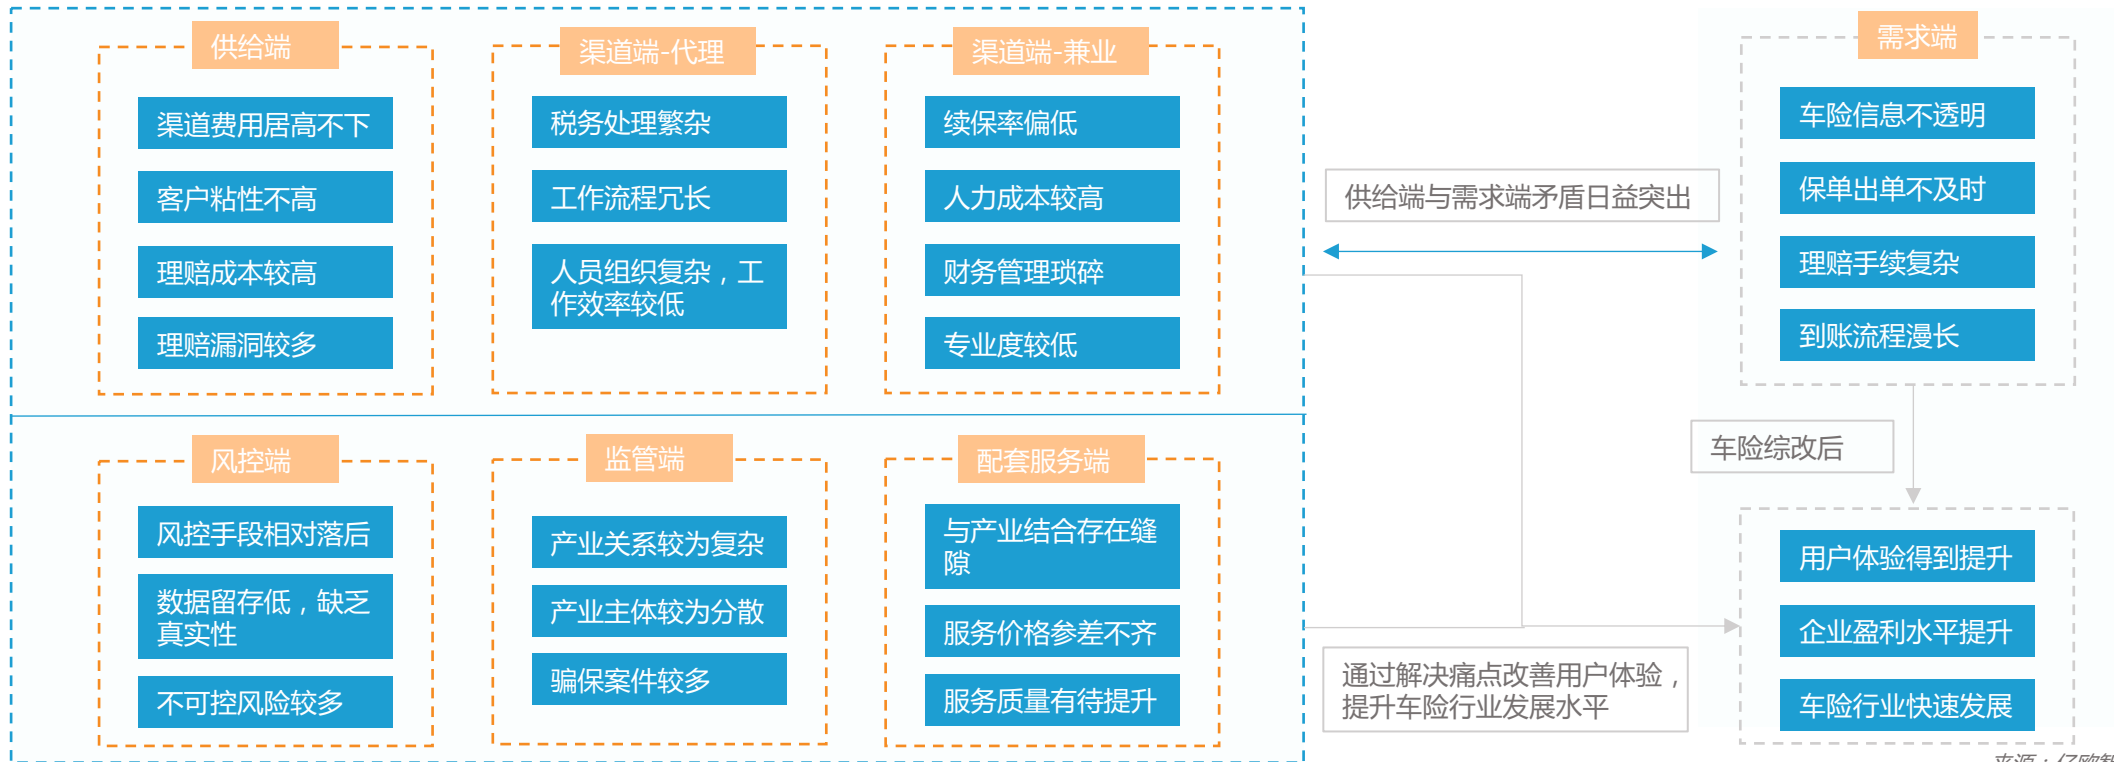 供给端
渠道费用居高不下
客户粘性不高
理赔成本较高
理赔漏洞较多
渠道端-代理
税务处理繁杂
工作流程冗长
人员组织复杂，工
作效率较低
渠道端-兼业
续保率偏低
人力成本较高
财务管理琐碎
专业度较低
供给端与需求端矛盾日益突出
需求端
车险信息不透明
保单出单不及时
理赔手续复杂
到账流程漫长
风控端
风控手段相对落后
数据留存低，缺乏
真实性
不可控风险较多
监管端
产业关系较为复杂
产业主体较为分散
骗保案件较多
配套服务端
与产业结合存在缝
隙
服务价格参差不齐
服务质量有待提升
车险综改后
通过解决痛点改善用户体验，
提升车险行业发展水平
用户体验得到提升
企业盈利水平提升
车险行业快速发展
来源：亿欧智